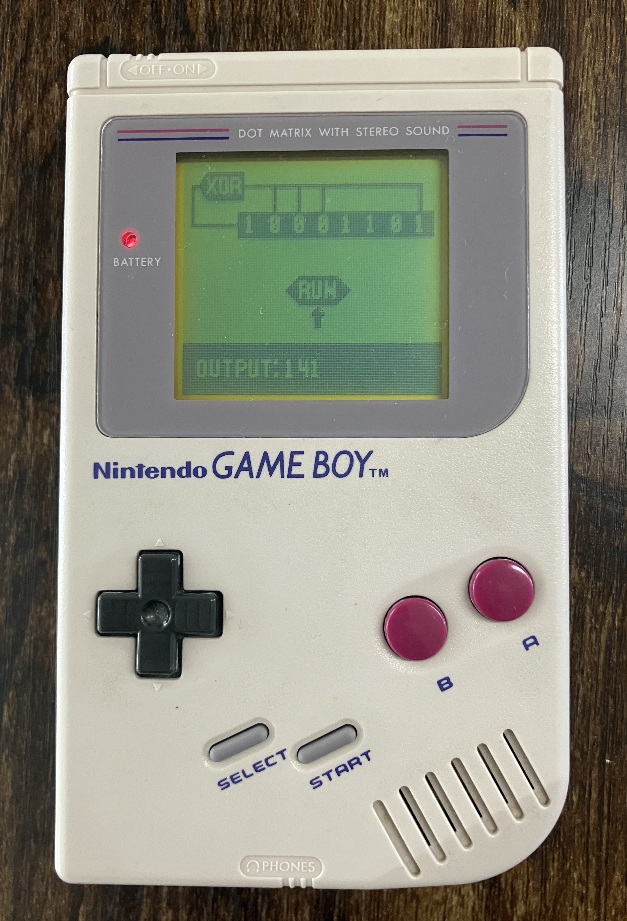 OFF•ON
DOT MATRIX WITH STEREO SOUND
XOR
1 0 0 0 1 1 0 1
BATTERY
RUN
OUTPUT:141
Nintendo GAME BOY™
A
B
SELECT
START
PHONES